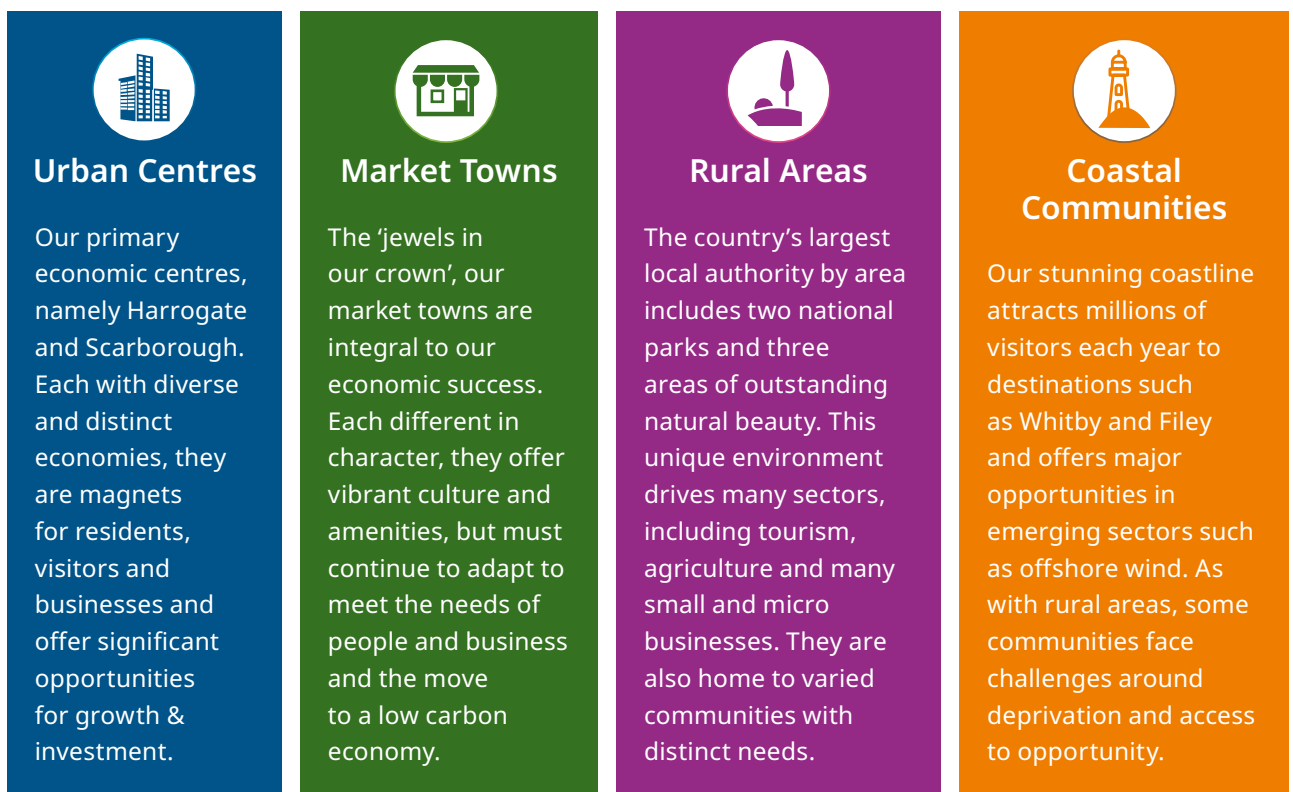 Urban Centres
Our primary
economic centres,
namely Harrogate
and Scarborough.
Each with diverse
and distinct
economies, they
are magnets
for residents,
visitors and
businesses and
offer significant
opportunities
for growth &
investment.
Market Towns
The ‘jewels in
our crown’, our
market towns are
integral to our
economic success.
Each different in
character, they offer
vibrant culture and
amenities, but must
continue to adapt to
meet the needs of
people and business
and the move
to a low carbon
economy.
Rural Areas
The country’s largest
local authority by area
includes two national
parks and three
areas of outstanding
natural beauty. This
unique environment
drives many sectors,
including tourism,
agriculture and many
small and micro
businesses. They are
also home to varied
communities with
distinct needs.
Coastal
Communities
Our stunning coastline
attracts millions of
visitors each year to
destinations such
as Whitby and Filey
and offers major
opportunities in
emerging sectors such
as offshore wind. As
with rural areas, some
communities face
challenges around
deprivation and access
to opportunity.